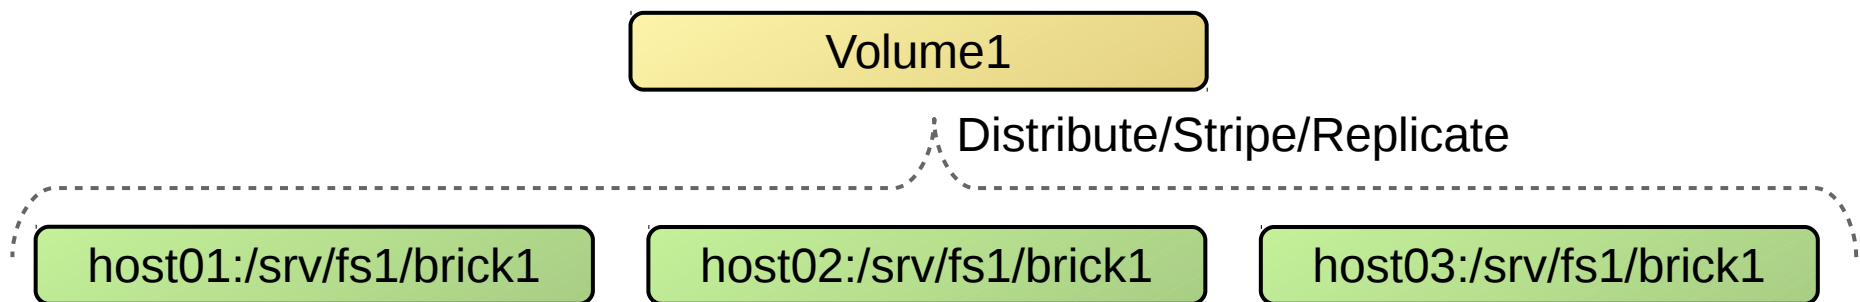 Volume1
Distribute/Stripe/Replicate
host01:/srv/fs1/brick1
host02:/srv/fs1/brick1
host03:/srv/fs1/brick1